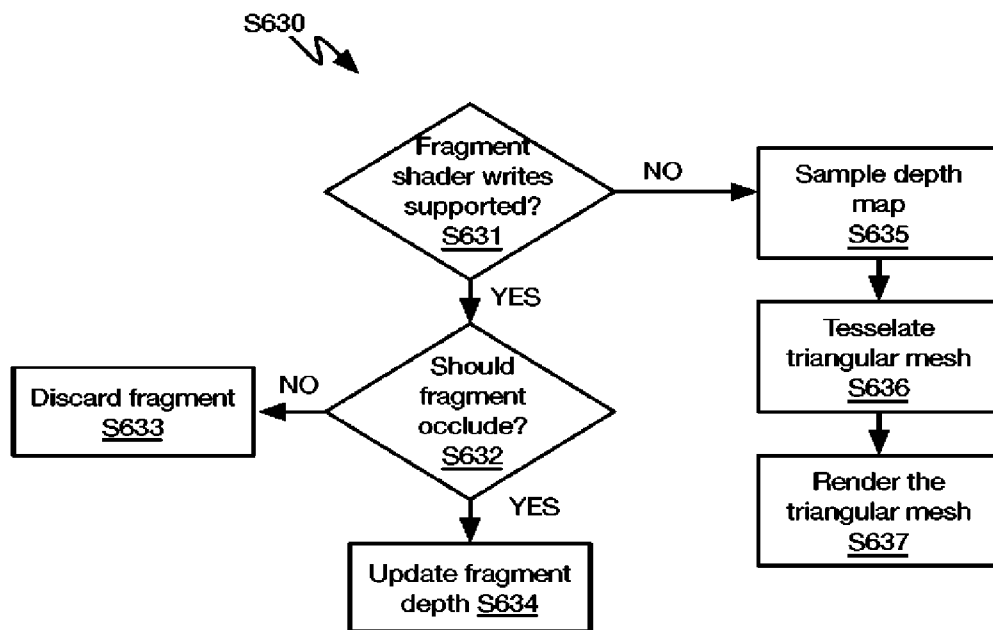 S630
Fragment
shader writes
supported?
S631
NO
Sample depth
map
S635
YES
Tesselate
triangular mesh
S636
Should
fragment
occlude?
S632
NO
Discard fragment
S633
Render the
triangular mesh
S637
YES
Update fragment
depth S634